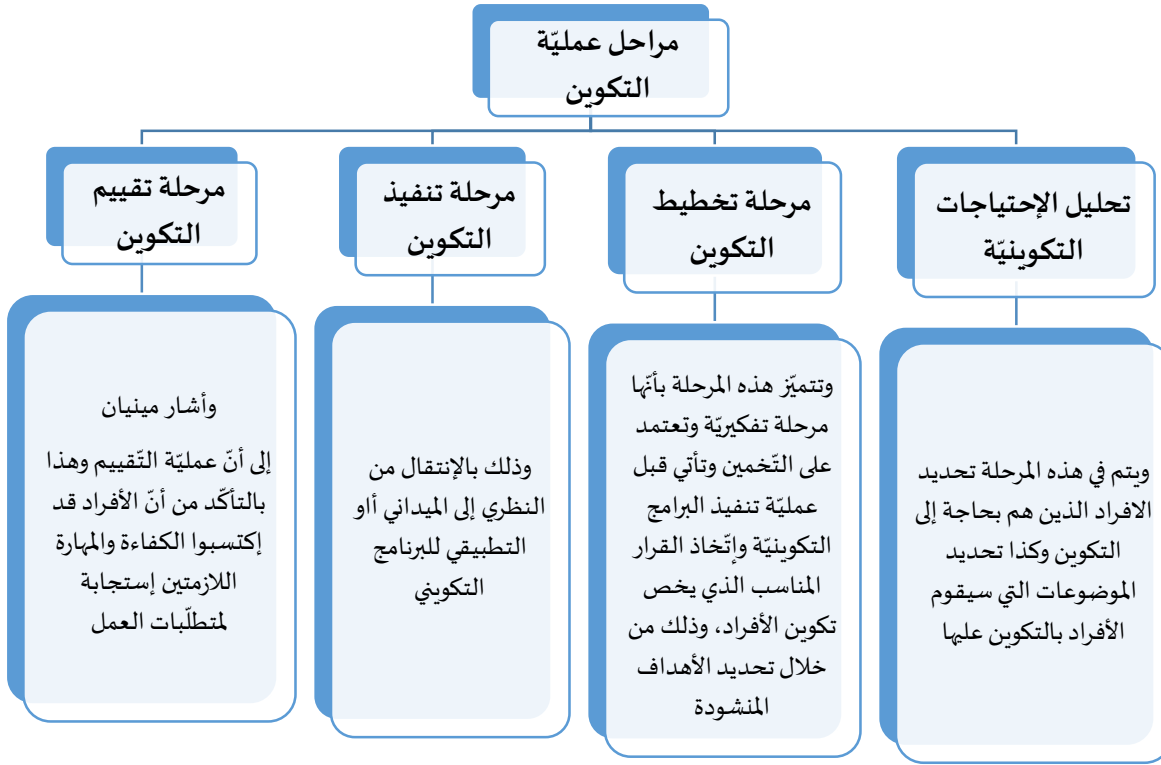 مراحل عمليّة
التكوين
تحليل الإحتياجات
التكوينيّة
مرحلة تخطيط
التكوين
مرحلة تنفيذ
التكوين
مرحلة تقييم
التكوين
ويتم في هذه المرحلة تحديد
الافراد الذين هم بحاجة إلى
التكوين وكذا تحديد
الموضوعات التي سيقوم
الأفراد بالتكوين عليها
وتتميّز هذه المرحلة بأنّها
مرحلة تفكيريّة وتعتمد
على التّخمين وتأتي قبل
عمليّة تنفيذ البرامج
التكوينيّة وإتّخاذ القرار
المناسب الذي يخص
تكوين الأفراد، وذلك من
خلال تحديد الأهداف
المنشودة
وذلك بالإنتقال من
النظري إلى الميداني أاو
التطبيقي للبرنامج
التكويني
وأشار مينيان
إلى أنّ عمليّة التّقييم وهذا
بالتأكّد من أنّ الأفراد قد
إكتسبوا الكفاءة والمهارة
اللازمتين إستجابة
لمتطلّبات العمل